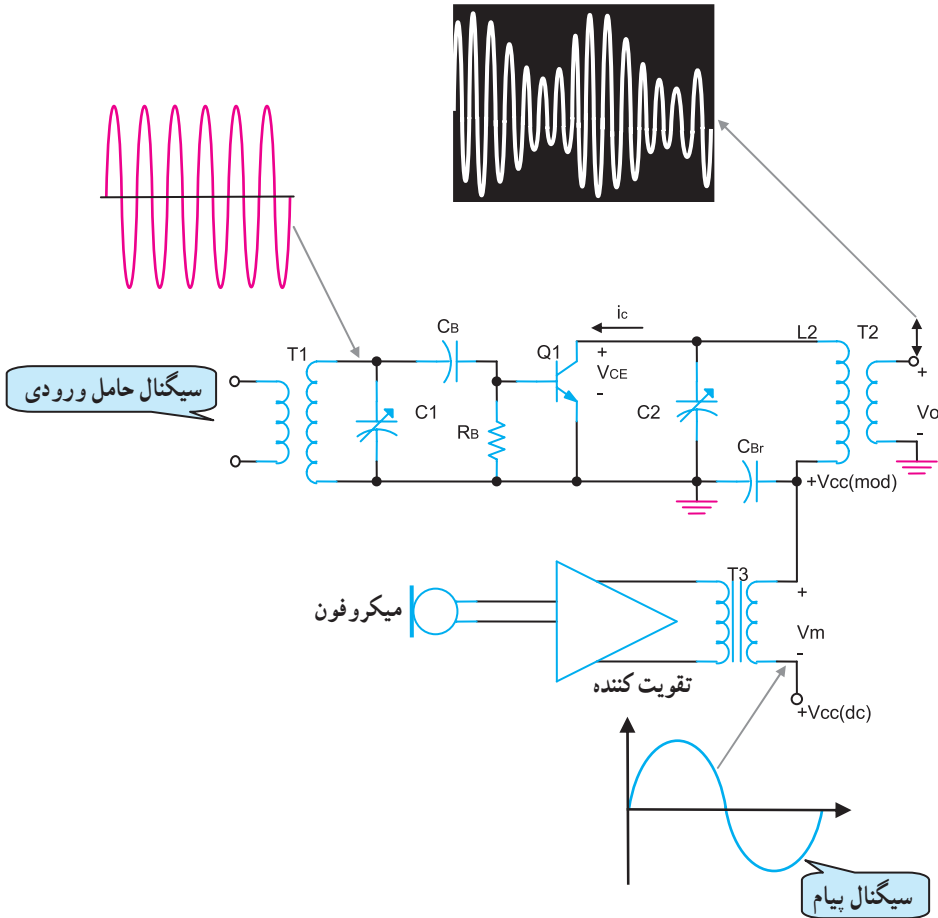 ic
CB
L2
T2
T1
Q1
+
VCE
-
+
سیگنال حامل ورودی
C1
RB
C2
Vo
-
CBr
+Vcc(mod)
T3
+
میکروفون
Vm
-
تقویت کننده
+Vcc(dc)
سیگنال پیام